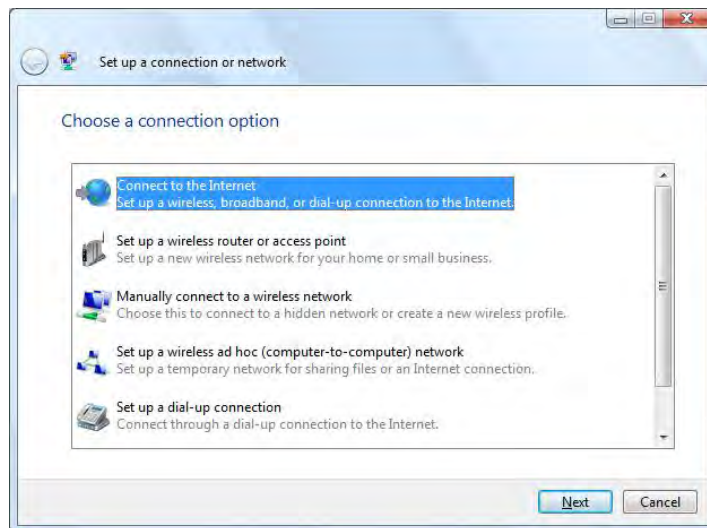 Set up a connection or network
Choose a connection option
Connect to the Internet
Set up a wireless, broadband, or dial-up connection to the Internet.
Set up a wireless router or access point
Set up a new wireless network for your home or small business.
Manually connect to a wireless network
Choose this to connect to a hidden network or create a new wireless profile.
Set up a wireless ad hoc (computer-to-computer) network
Set up a temporary network for sharing files or an Internet connection.
Set up a dial-up connection
Connect through a dial-up connection to the Internet.
Next Cancel